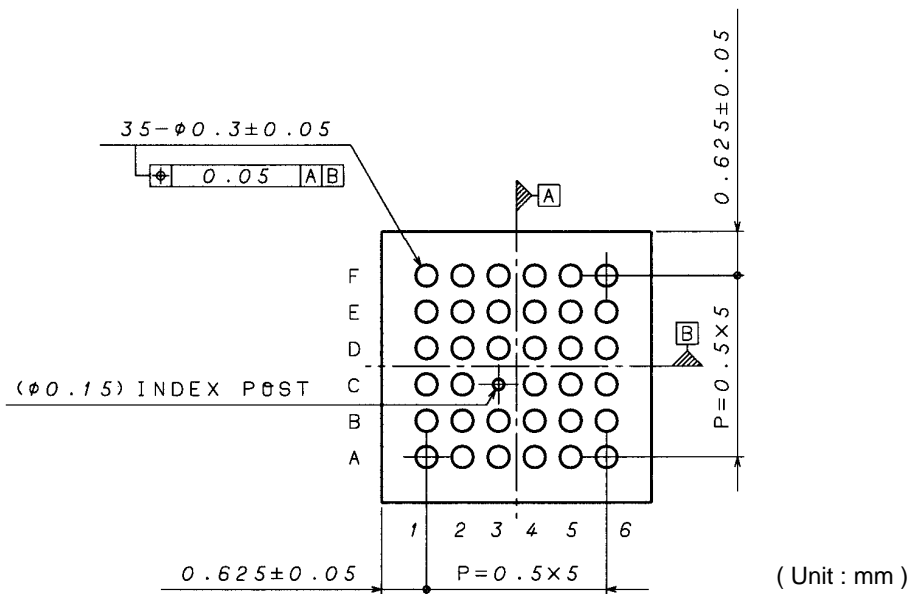 0.625±0.05
35-φ0.3±0.05
⌖ 0.05 A B
A
F
E
D
B
P=0.5×5
(φ0.15) INDEX POST
C
B
A
1 2 3 4 5 6
0.625±0.05 P=0.5×5
( Unit : mm )